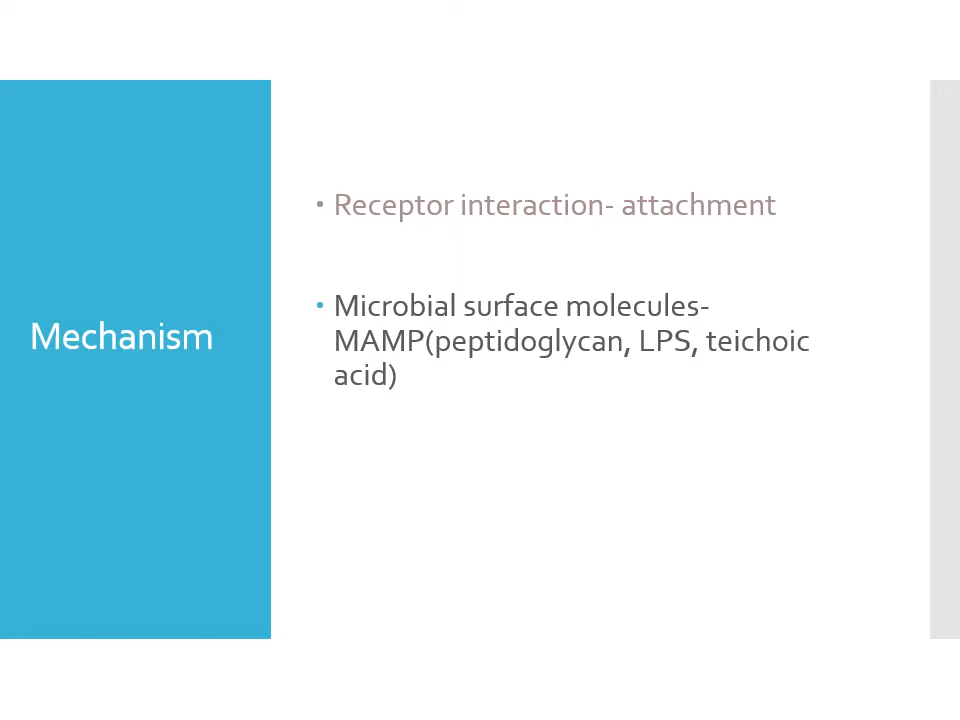 Mechanism
• Receptor interaction- attachment
• Microbial surface molecules-
MAMP(peptidoglycan, LPS, teichoic
acid)